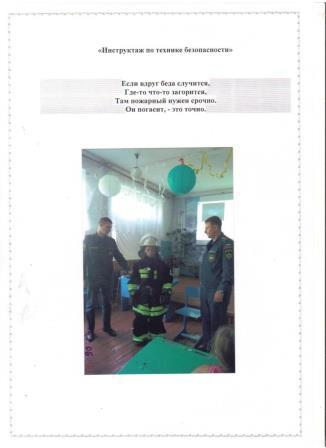 «Инструктаж по технике безопасности»
Если вдруг беда случится,
Где-то что-то загорится,
Там пожарный нужен срочно.
Он погасит, - это точно.